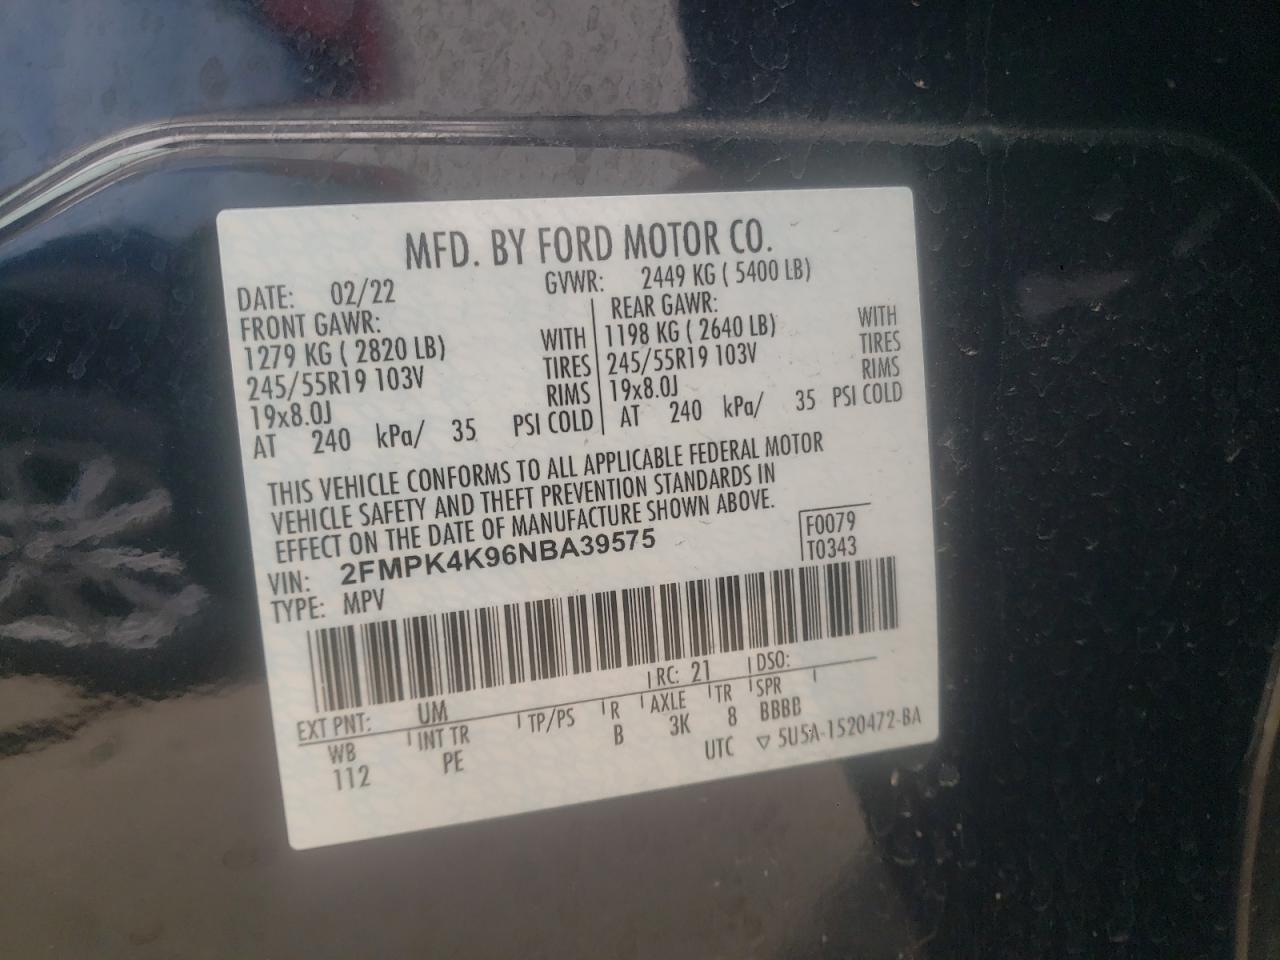 MFD. BY FORD MOTOR CO.
DATE: 02/22 GVWR: 2449 KG ( 5400 LB)
FRONT GAWR: REAR GAWR:
1279 KG ( 2820 LB) WITH 1198 KG ( 2640 LB) WITH
245/55R19 103V TIRES 245/55R19 103V TIRES
19x8.0J RIMS 19x8.0J RIMS
AT 240 kPa/ 35 PSI COLD AT 240 kPa/ 35 PSI COLD
THIS VEHICLE CONFORMS TO ALL APPLICABLE FEDERAL MOTOR
VEHICLE SAFETY AND THEFT PREVENTION STANDARDS IN
EFFECT ON THE DATE OF MANUFACTURE SHOWN ABOVE.
VIN: 2FMPK4K96NBA39575 F0079
TYPE: MPV T0343
EXT PNT: UM RC: 21 DSO:
WB INT TR TP/PS R AXLE TR SPR
112 PE B 3K 8 BBBB
UTC ▽ 5U5A-1520472-BA